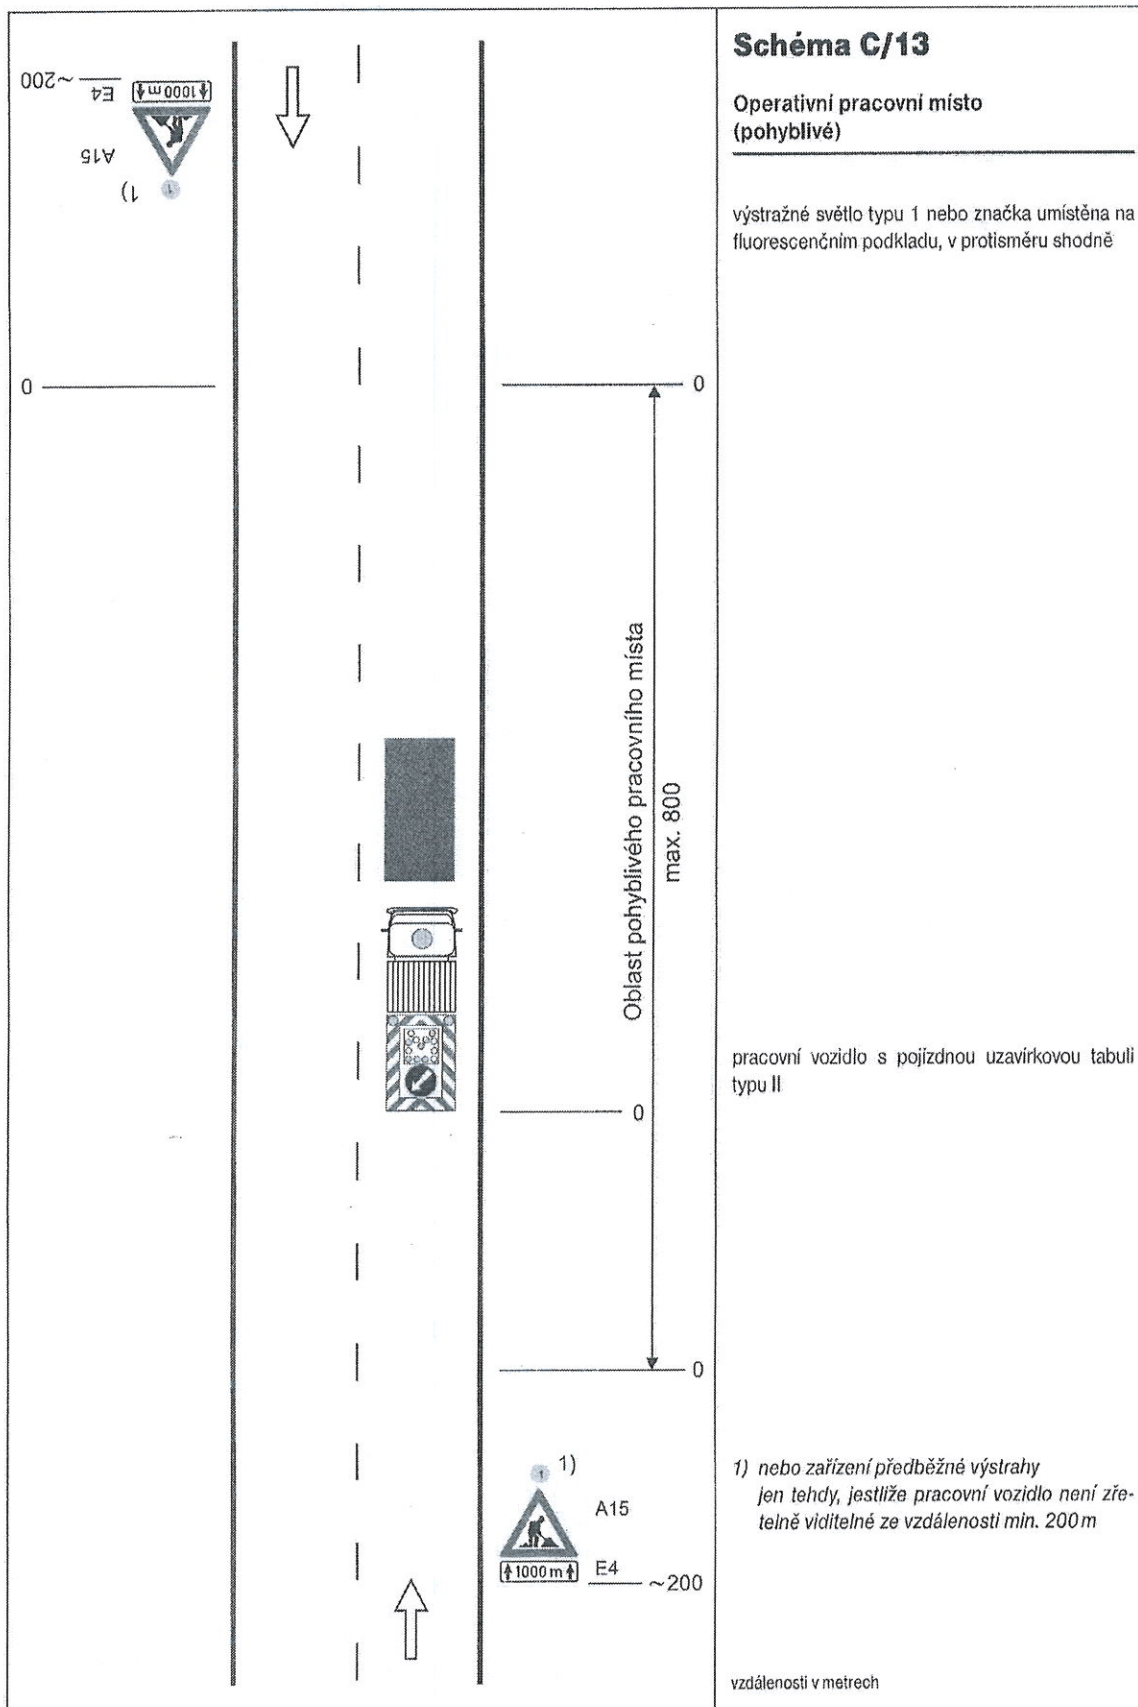 Schéma C/13
Operativní pracovní místo
(pohyblivé)
výstražné světlo typu 1 nebo značka umístěna na
fluorescenčním podkladu, v protisměru shodně
~200
E4
1000 m
A15
1
1)
0
0
Oblast pohyblivého pracovního místa
max. 800
pracovní vozidlo s pojízdnou uzavírkovou tabulí
typu II
0
0
1
1)
A15
1000 m
E4
~200
1) nebo zařízení předběžné výstrahy
jen tehdy, jestliže pracovní vozidlo není zře-
telně viditelné ze vzdálenosti min. 200 m
vzdálenosti v metrech